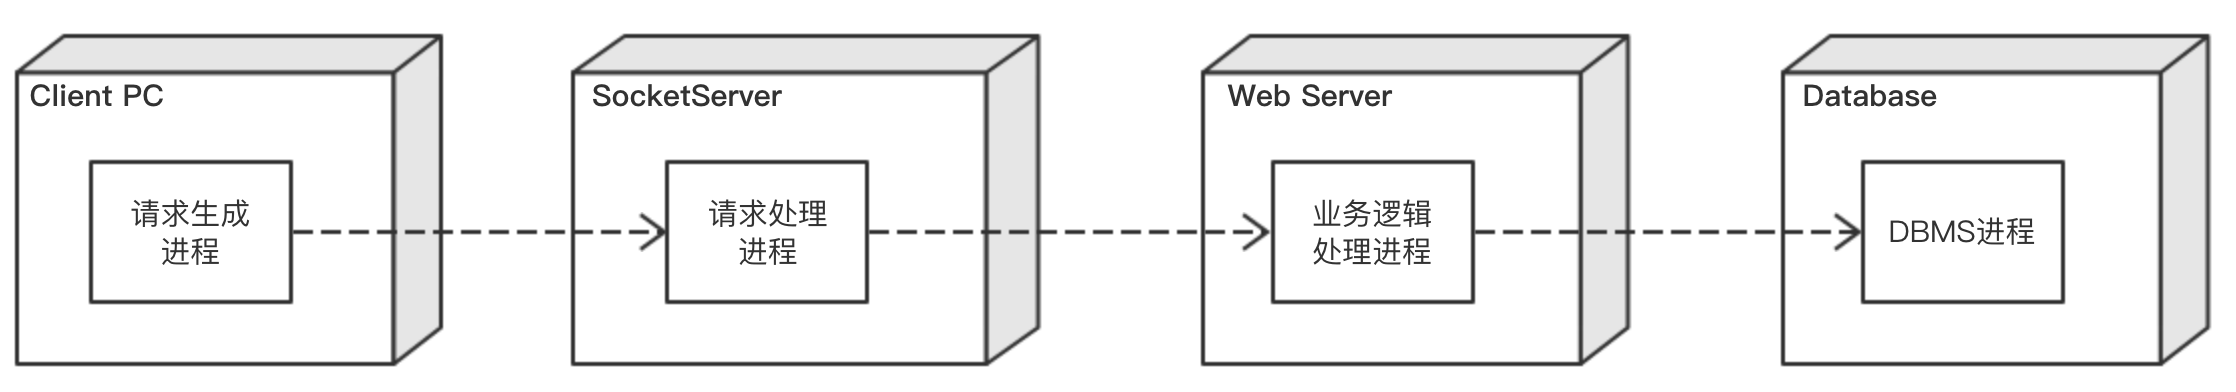 Client PC
请求生成
进程
SocketServer
请求处理
进程
Web Server
业务逻辑
处理进程
Database
DBMS进程